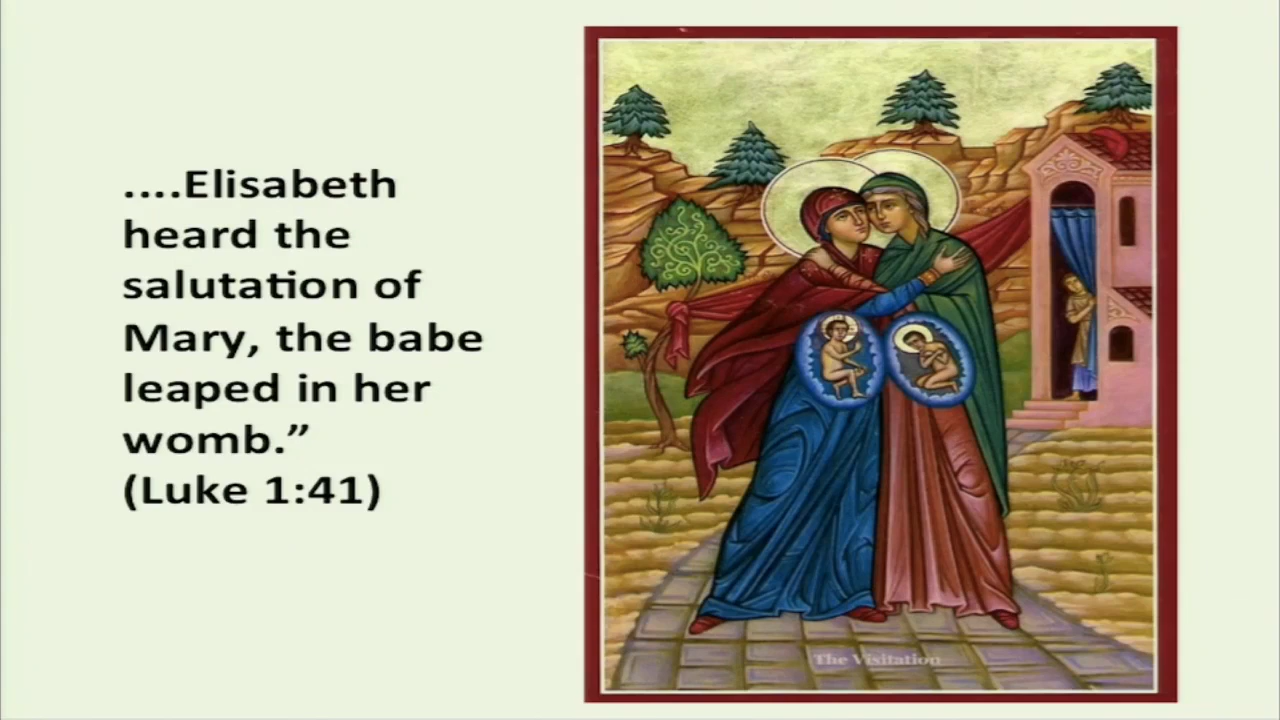 ....Elisabeth
heard the
salutation of
Mary, the babe
leaped in her
womb.”
(Luke 1:41)
The Visitation